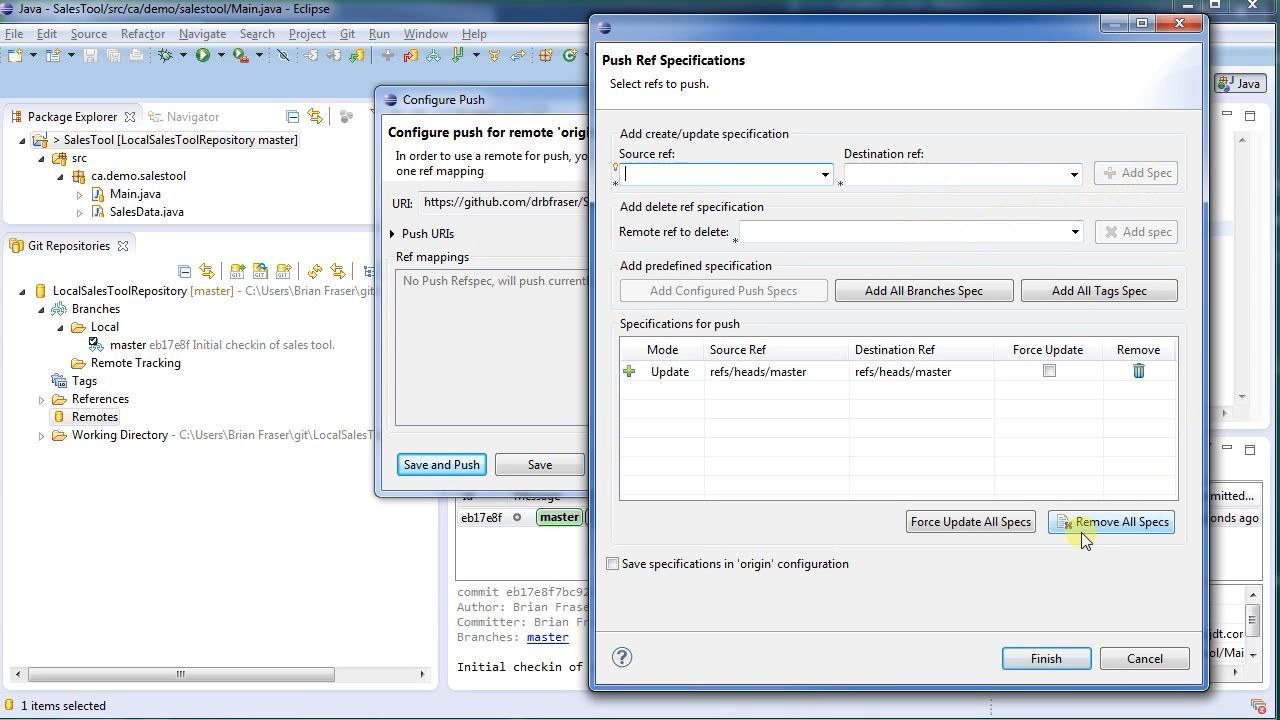 Java - SalesTool/src/ca/demo/salestool/Main.java - Eclipse
File Edit Source Refactor Navigate Search Project Git Run Window Help
Java
Package Explorer Navigator
> SalesTool [LocalSalesToolRepository master]
src
ca.demo.salestool
Main.java
SalesData.java
Git Repositories
LocalSalesToolRepository [master] - C:\Users\Brian Fraser\git
Branches
Local
master eb17e8f Initial checkin of sales tool.
Remote Tracking
Tags
References
Remotes
Working Directory - C:\Users\Brian Fraser\git\LocalSalesT
1 items selected
Configure Push
Configure push for remote 'origi
In order to use a remote for push, yo
one ref mapping
URI: https://github.com/drbfraser/S
Push URIs
Ref mappings
No Push Refspec, will push current
Save and Push Save
Id Message
eb17e8f master
mmitted...
onds ago
commit eb17e8f7bc92
Author: Brian Fraser
Committer: Brian Fr
Branches: master
Initial checkin of
jdt.cor
ol/Mai
Push Ref Specifications
Select refs to push.
Add create/update specification
Source ref: Destination ref:
Add Spec
Add delete ref specification
Remote ref to delete: Add spec
Add predefined specification
Add Configured Push Specs Add All Branches Spec Add All Tags Spec
Specifications for push
Mode Source Ref Destination Ref Force Update Remove
Update refs/heads/master refs/heads/master
Force Update All Specs Remove All Specs
Save specifications in 'origin' configuration
Finish Cancel